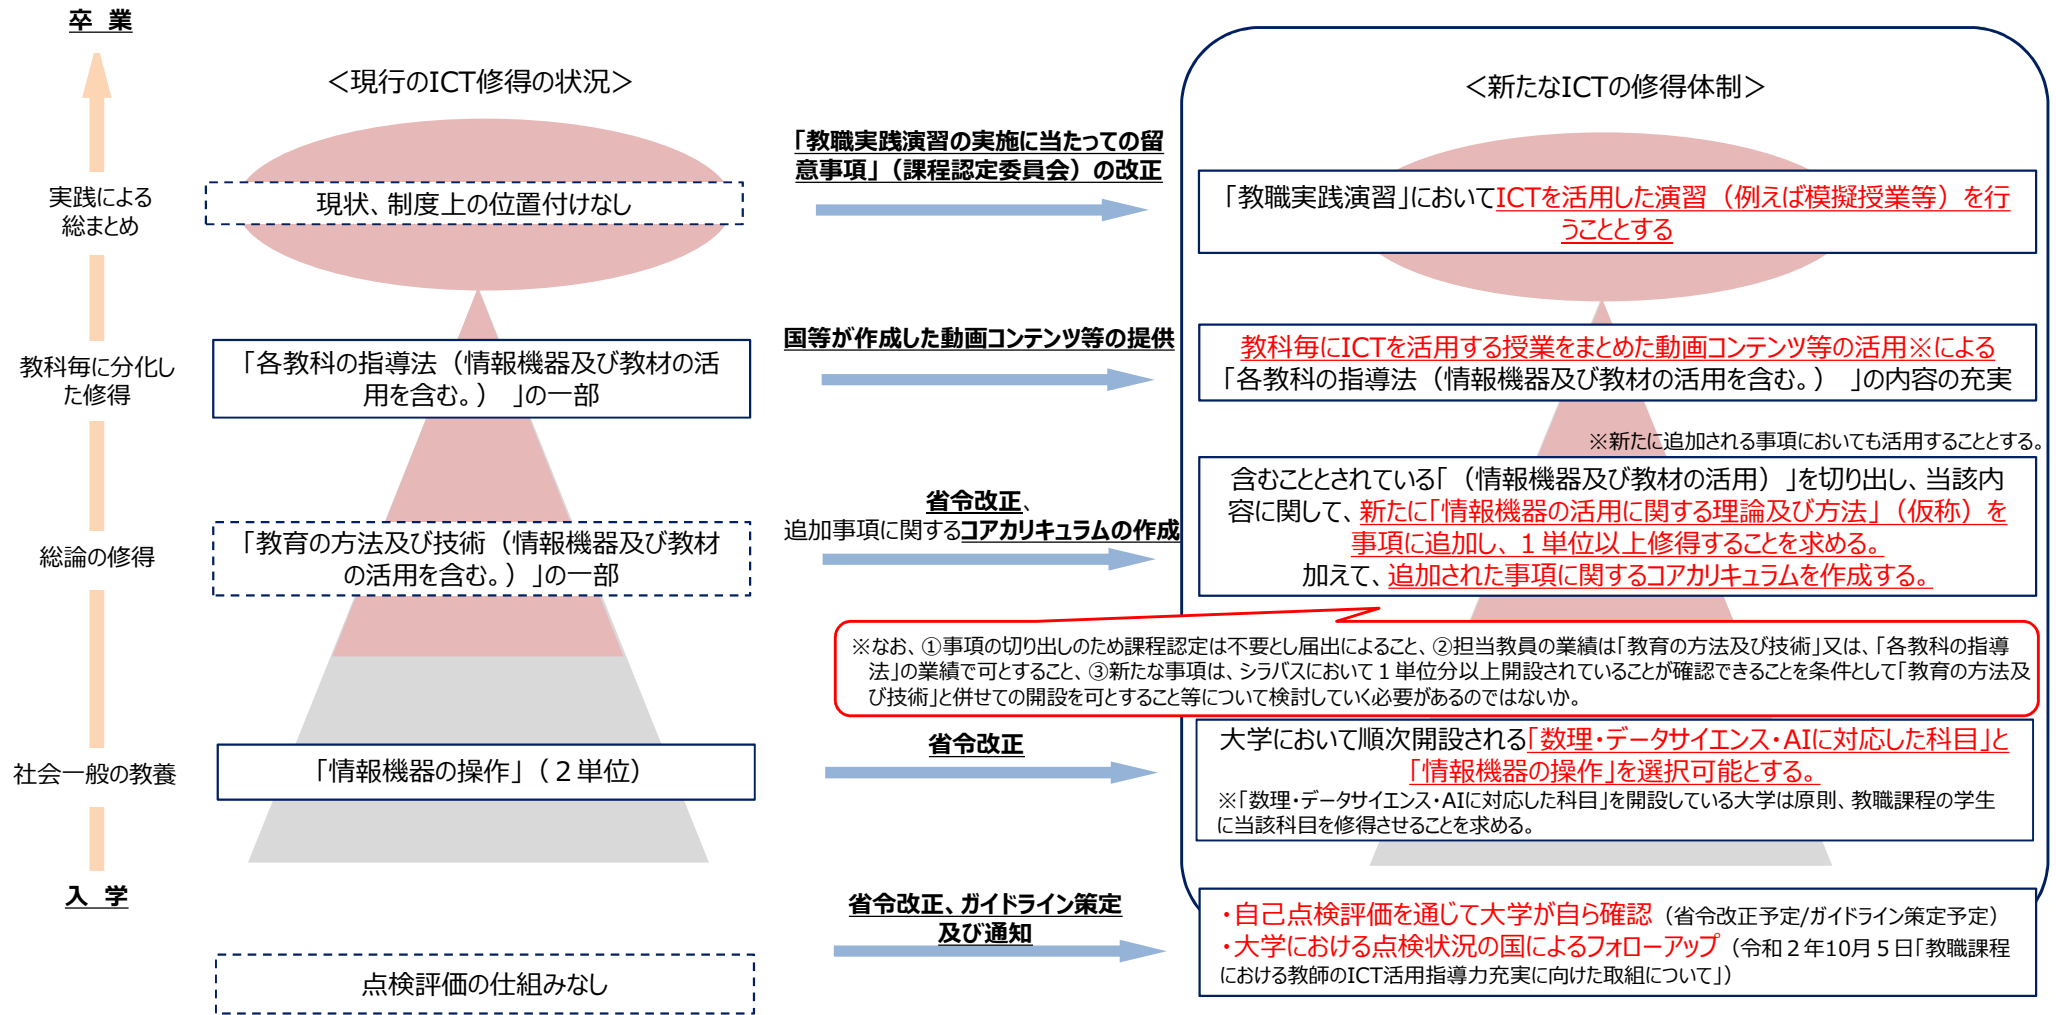 卒 業
＜現行のICT修得の状況＞
＜新たなICTの修得体制＞
実践による
総まとめ
現状、制度上の位置付けなし
「教職実践演習の実施に当たっての留
意事項」（課程認定委員会）の改正
「教職実践演習」においてICTを活用した演習（例えば模擬授業等）を行
うこととする
教科毎に分化し
た修得
「各教科の指導法（情報機器及び教材の活
用を含む。） 」の一部
国等が作成した動画コンテンツ等の提供
教科毎にICTを活用する授業をまとめた動画コンテンツ等の活用※による
「各教科の指導法（情報機器及び教材の活用を含む。） 」の内容の充実
※新たに追加される事項においても活用することとする。
総論の修得
「教育の方法及び技術（情報機器及び教材
の活用を含む。）」の一部
省令改正、
追加事項に関するコアカリキュラムの作成
含むこととされている「（情報機器及び教材の活用）」を切り出し、当該内
容に関して、新たに「情報機器の活用に関する理論及び方法」（仮称）を
事項に追加し、１単位以上修得することを求める。
加えて、追加された事項に関するコアカリキュラムを作成する。
※なお、①事項の切り出しのため課程認定は不要とし届出によること、②担当教員の業績は「教育の方法及び技術」又は、「各教科の指導
法」の業績で可とすること、③新たな事項は、シラバスにおいて１単位分以上開設されていることが確認できることを条件として「教育の方法及
び技術」と併せての開設を可とすること等について検討していく必要があるのではないか。
社会一般の教養
「情報機器の操作」（２単位）
省令改正
大学において順次開設される「数理・データサイエンス・AIに対応した科目」と
「情報機器の操作」を選択可能とする。
※「数理・データサイエンス・AIに対応した科目」を開設している大学は原則、教職課程の学生
に当該科目を修得させることを求める。
入 学
点検評価の仕組みなし
省令改正、ガイドライン策定
及び通知
・自己点検評価を通じて大学が自ら確認（省令改正予定/ガイドライン策定予定）
・大学における点検状況の国によるフォローアップ（令和２年10月５日「教職課程
における教師のICT活用指導力充実に向けた取組について」）